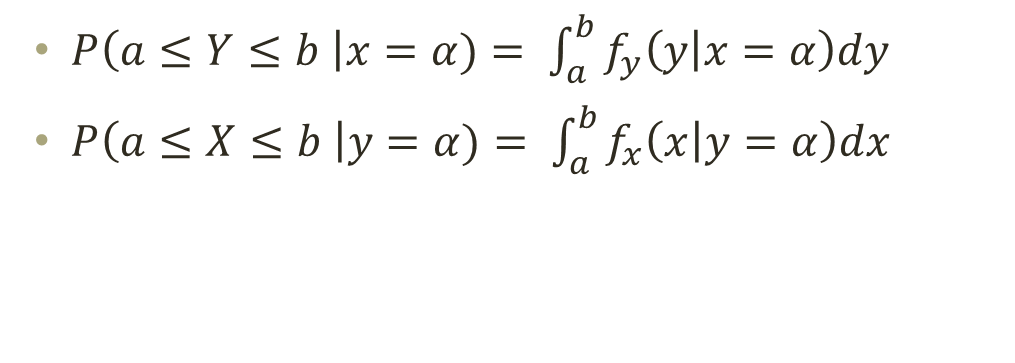 • P(a ≤ Y ≤ b |x = α) = ∫_a^b f_y(y|x = α)dy
• P(a ≤ X ≤ b |y = α) = ∫_a^b f_x(x|y = α)dx